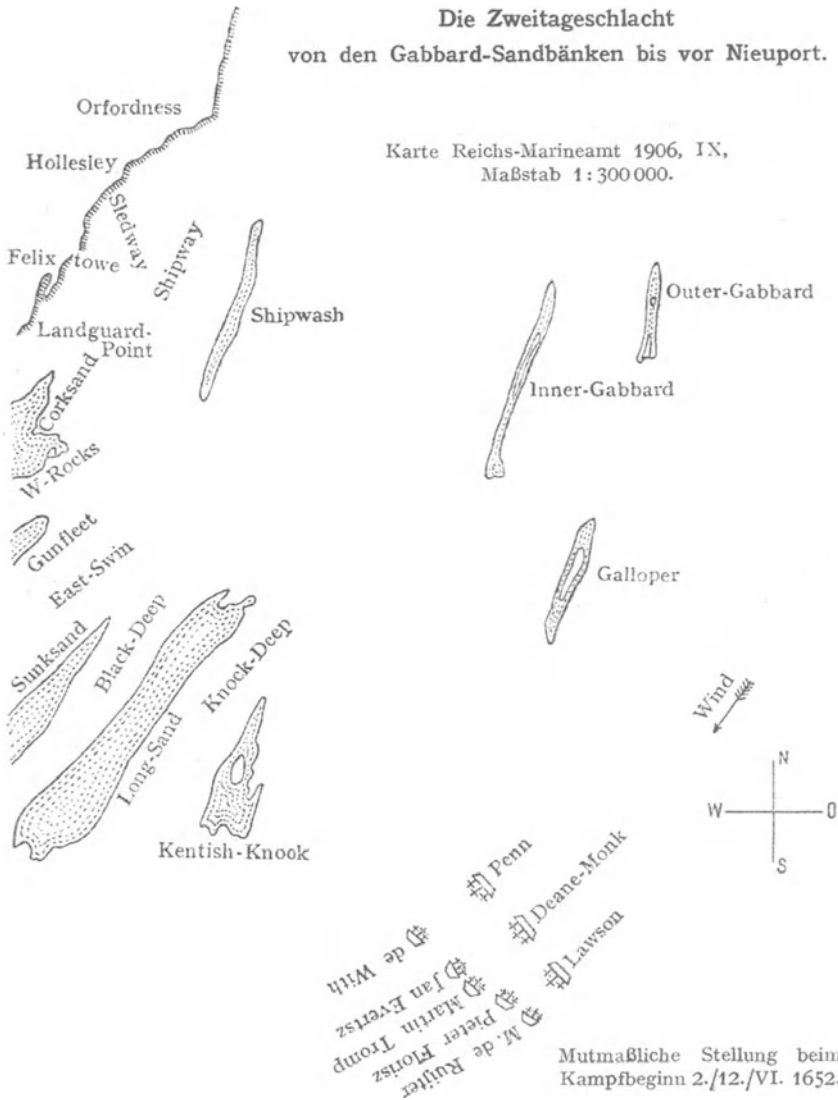 Die Zweitageschlacht
von den Gabbard-Sandbänken bis vor Nieuport.
Karte Reichs-Marineamt 1906, IX,
Maßstab 1:300000.
Orfordness
Hollesley
Sledway
Shipway
Felix towe
Shipwash
Landguard-
Point
Outer-Gabbard
Inner-Gabbard
Corksand
W-Rocks
Gunfleet
East-Swin
Galloper
Sunksand
Black-Deep
Knock-Deep
Long-Sand
Kentish-Knook
Wind
N
W
O
S
Penn
Deane-Monk
Lawson
de With
Jan Evertsz
Martin Tromp
Pieter Florisz
M. de Ruijter
Mutmaßliche Stellung beim
Kampfbeginn 2./12./VI. 1652.